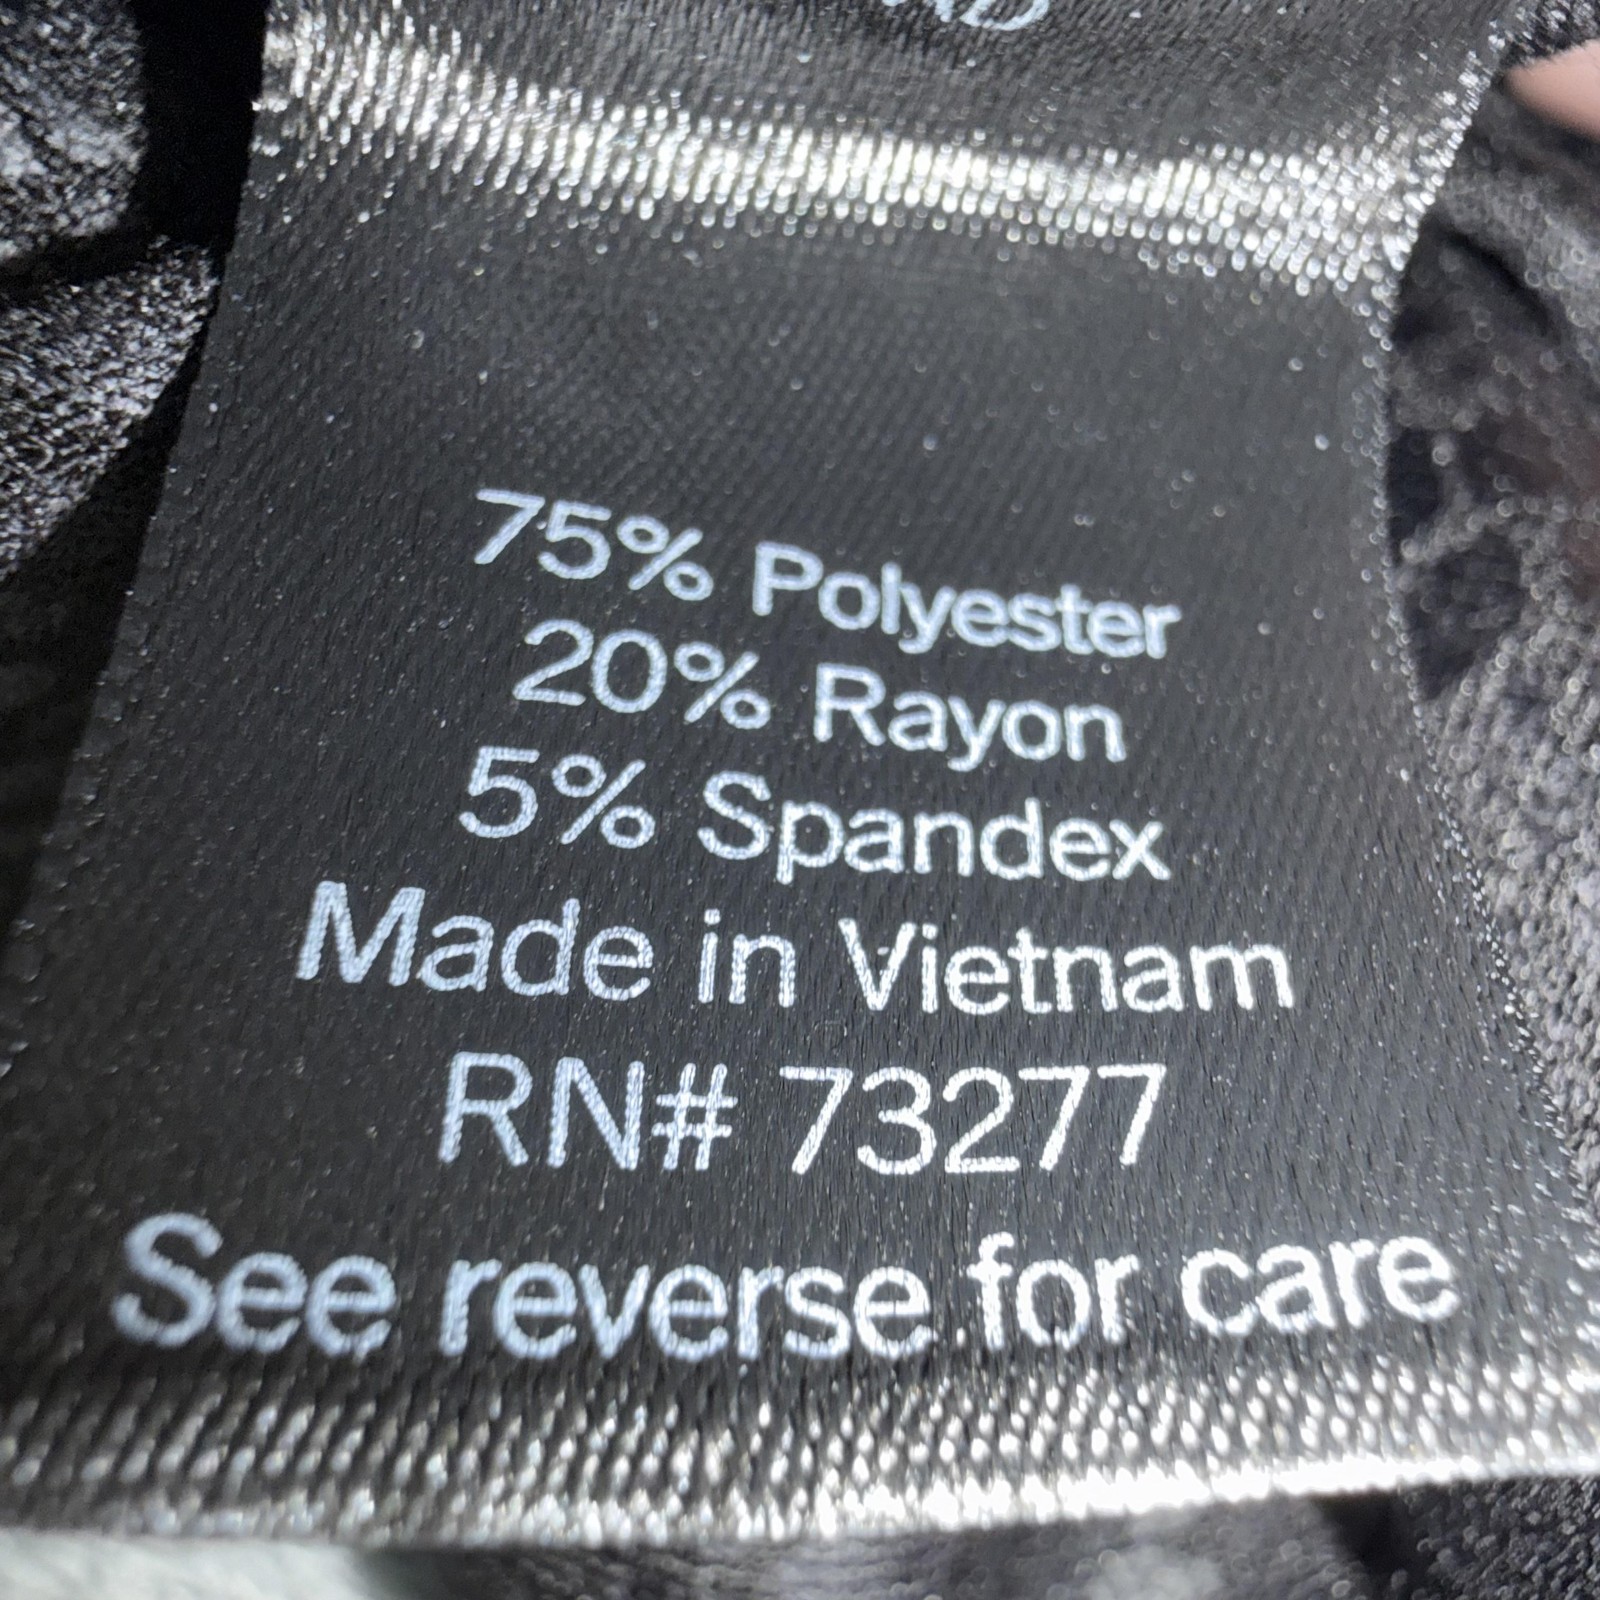 75% Polyester
20% Rayon
5% Spandex
Made in Vietnam
RN# 73277
See reverse for care